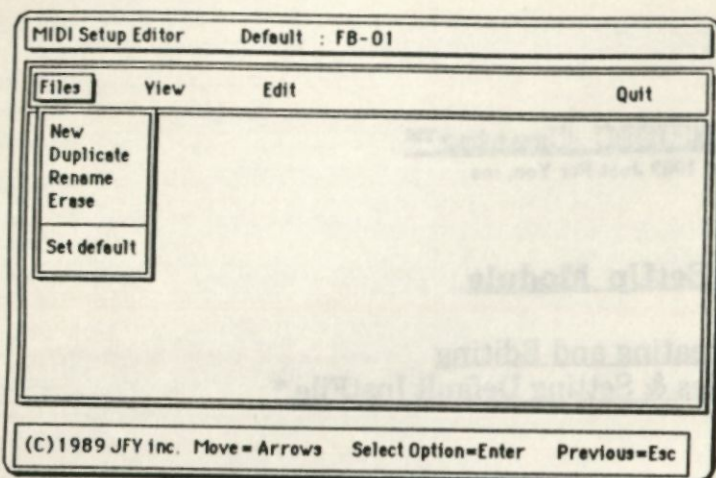 MIDI Setup Editor Default : FB-01
Files View Edit Quit
New
Duplicate
Rename
Erase
Set default
(C)1989 JFY inc. Move=Arrows Select Option=Enter Previous=Esc